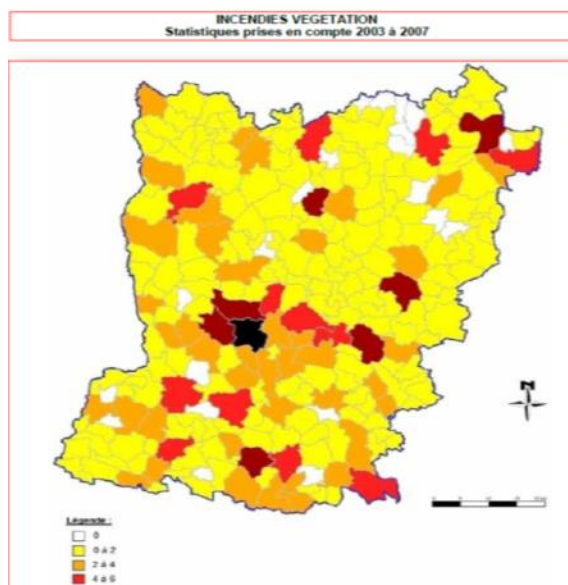 INCENDIES VEGETATION
Statistiques prises en compte 2003 à 2007
N
Légende :
0
0 à 2
2 à 4
4 à 6